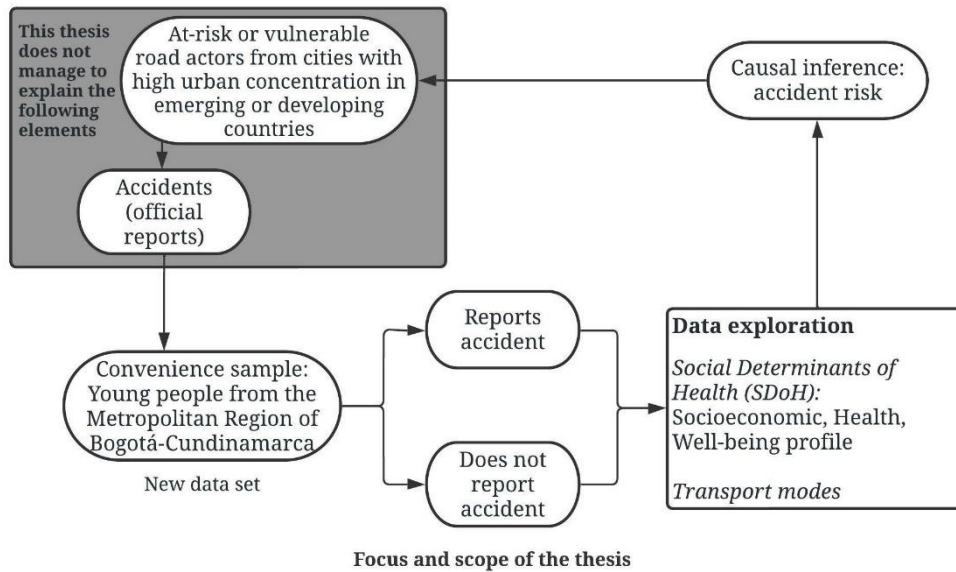 This thesis
does not
manage to
explain the
following
elements
At-risk or vulnerable
road actors from cities with
high urban concentration in
emerging or developing
countries
Causal inference:
accident risk
Accidents
(official
reports)
Convenience sample:
Young people from the
Metropolitan Region of
Bogotá-Cundinamarca
New data set
Reports
accident
Does not
report
accident
Data exploration
Social Determinants of
Health (SDoH):
Socioeconomic, Health,
Well-being profile
Transport modes
Focus and scope of the thesis